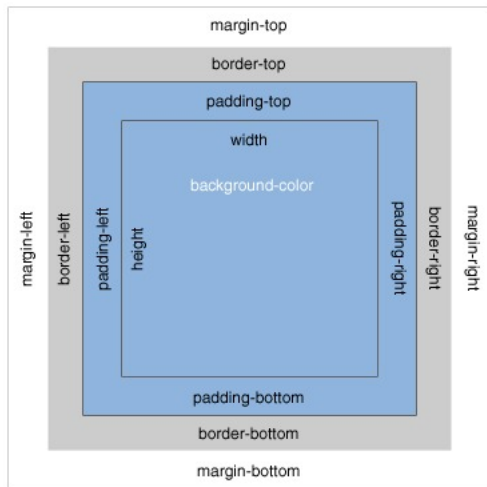 margin-top
border-top
padding-top
width
background-color
margin-left
border-left
padding-left
height
padding-right
border-right
margin-right
padding-bottom
border-bottom
margin-bottom